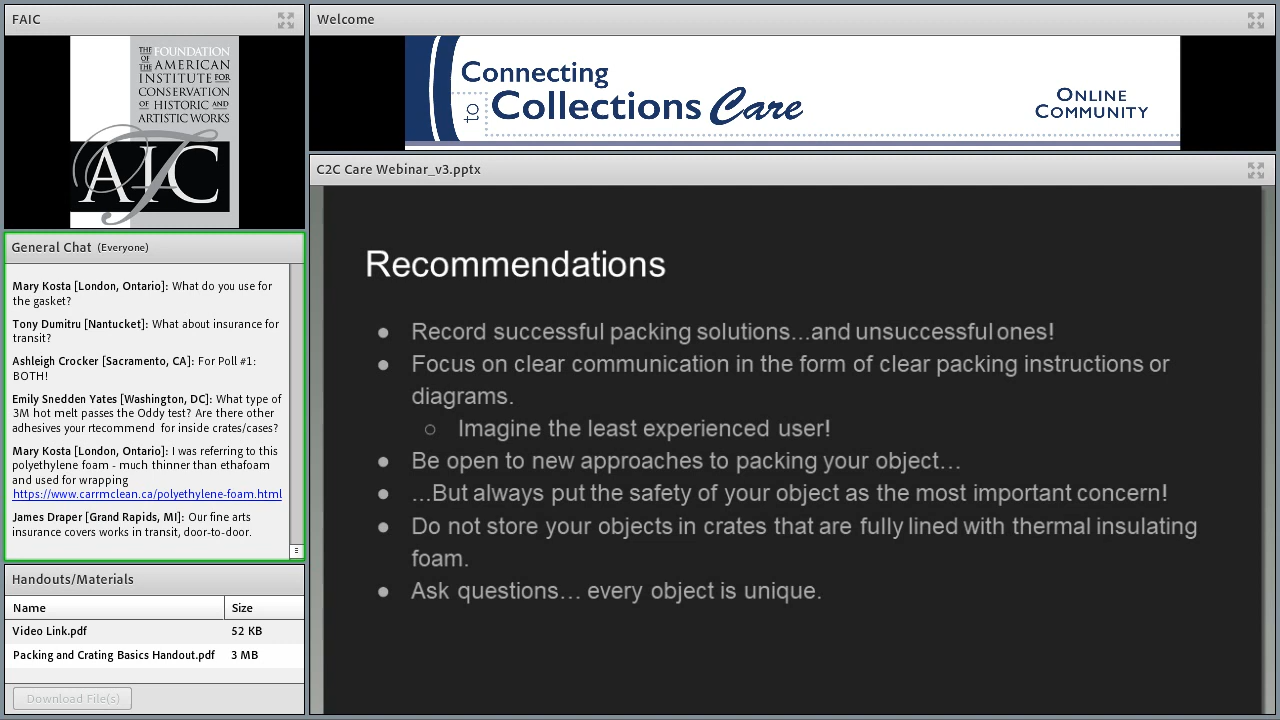 FAIC
THE FOUNDATION
OF THE AMERICAN
INSTITUTE FOR
CONSERVATION
OF HISTORIC AND
ARTISTIC WORKS
FAIC
General Chat (Everyone)
Mary Kosta [London, Ontario]: What do you use for
the gasket?
Tony Dumitru [Nantucket]: What about insurance for
transit?
Ashleigh Crocker [Sacramento, CA]: For Poll #1:
BOTH!
Emily Snedden Yates [Washington, DC]: What type of
3M hot melt passes the Oddy test? Are there other
adhesives your rtecommend for inside crates/cases?
Mary Kosta [London, Ontario]: I was referring to this
polyethylene foam - much thinner than ethafoam
and used for wrapping
https://www.carrmclean.ca/polyethylene-foam.html
James Draper [Grand Rapids, MI]: Our fine arts
insurance covers works in transit, door-to-door.
Handouts/Materials
Name Size
Video Link.pdf 52 KB
Packing and Crating Basics Handout.pdf 3 MB
Download File(s)
Welcome
Connecting
to Collections Care
ONLINE
COMMUNITY
C2C Care Webinar_v3.pptx
Recommendations
● Record successful packing solutions...and unsuccessful ones!
● Focus on clear communication in the form of clear packing instructions or
diagrams.
○ Imagine the least experienced user!
● Be open to new approaches to packing your object…
● …But always put the safety of your object as the most important concern!
● Do not store your objects in crates that are fully lined with thermal insulating
foam.
● Ask questions… every object is unique.